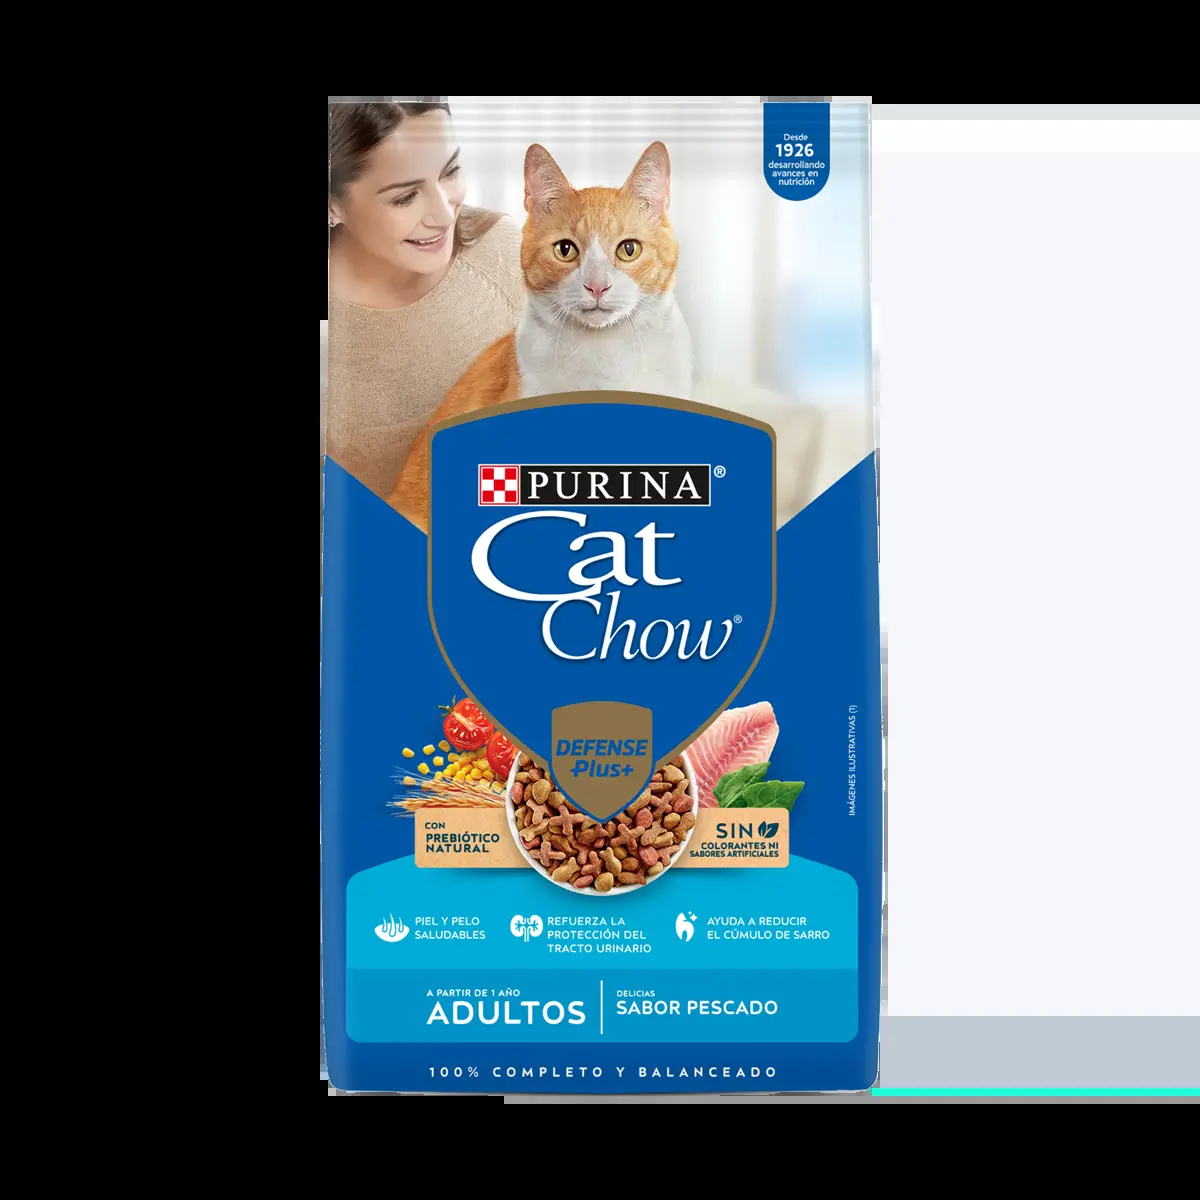 Desde
1926
desarrollando
avances en
nutrición
PURINA®
Cat
Chow®
DEFENSE
Plus+
IMÁGENES ILUSTRATIVAS (1)
CON
PREBIÓTICO
NATURAL
SIN
COLORANTES NI
SABORES ARTIFICIALES
PIEL Y PELO
SALUDABLES
REFUERZA LA
PROTECCIÓN DEL
TRACTO URINARIO
AYUDA A REDUCIR
EL CÚMULO DE SARRO
A PARTIR DE 1 AÑO
ADULTOS
DELICIAS
SABOR PESCADO
100% COMPLETO Y BALANCEADO